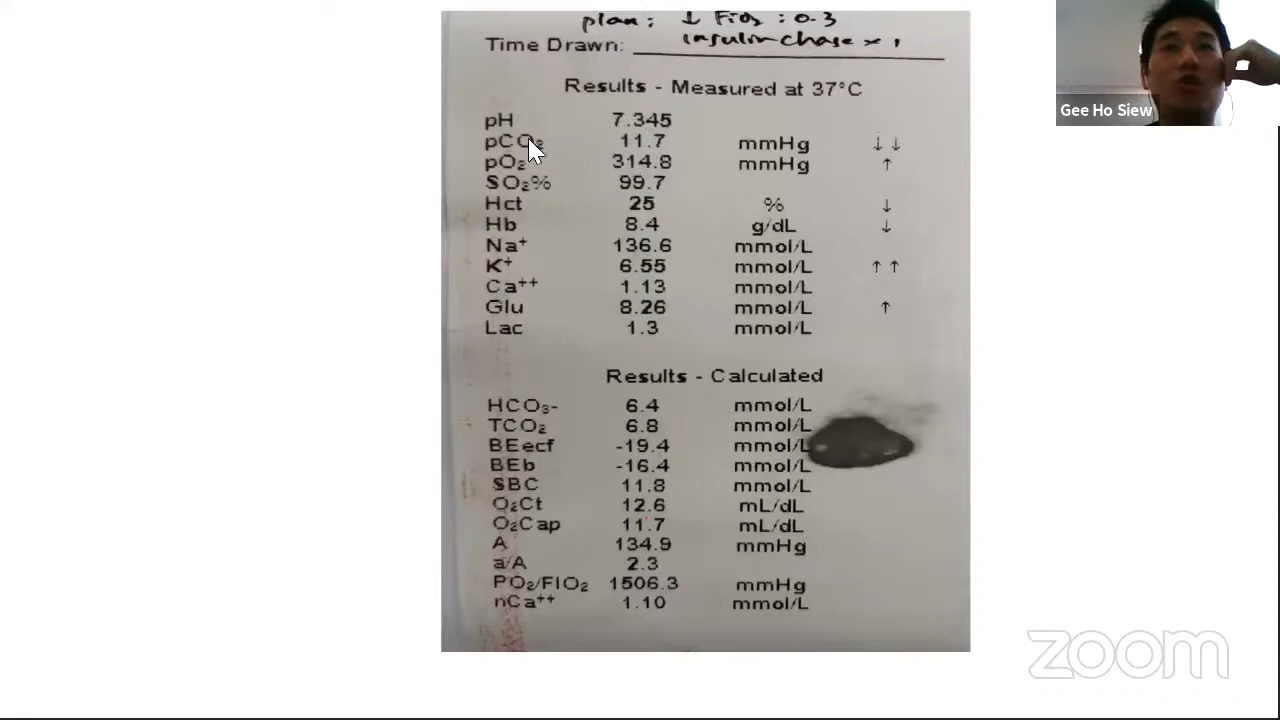 plan: ↓ FiO2 : 0.3
Time Drawn: insulin chase x 1
Results - Measured at 37°C
pH 7.345
pCO₂ 11.7 mmHg ↓↓
pO₂ 314.8 mmHg ↑
SO₂% 99.7
Hct 25 % ↓
Hb 8.4 g/dL ↓
Na⁺ 136.6 mmol/L
K⁺ 6.55 mmol/L ↑↑
Ca⁺⁺ 1.13 mmol/L
Glu 8.26 mmol/L ↑
Lac 1.3 mmol/L
Results - Calculated
HCO₃- 6.4 mmol/L
TCO₂ 6.8 mmol/L
BEecf -19.4 mmol/L
BEb -16.4 mmol/L
SBC 11.8 mmol/L
O₂Ct 12.6 mL/dL
O₂Cap 11.7 mL/dL
A 134.9 mmHg
a/A 2.3
PO₂/FIO₂ 1506.3 mmHg
nCa⁺⁺ 1.10 mmol/L
Gee Ho Siew
zoom